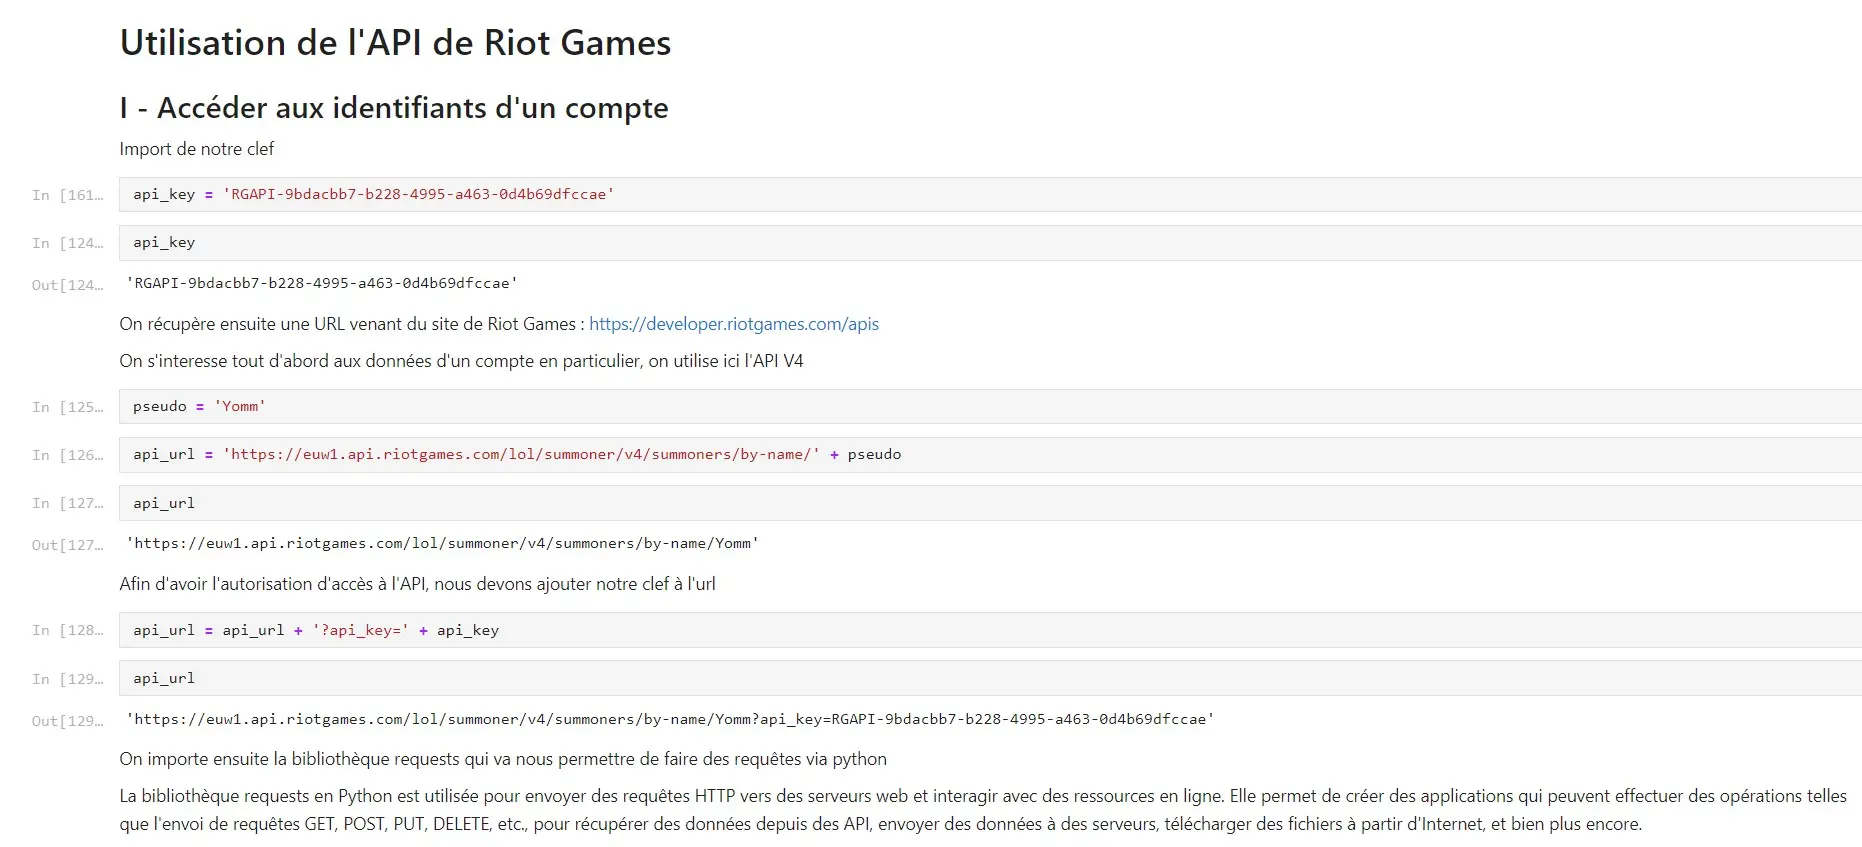 Utilisation de l'API de Riot Games
I - Accéder aux identifiants d'un compte
Import de notre clef
In [161… api_key = 'RGAPI-9bdacbb7-b228-4995-a463-0d4b69dfccae'
In [124… api_key
Out[124… 'RGAPI-9bdacbb7-b228-4995-a463-0d4b69dfccae'
On récupère ensuite une URL venant du site de Riot Games : https://developer.riotgames.com/apis
On s'interesse tout d'abord aux données d'un compte en particulier, on utilise ici l'API V4
In [125… pseudo = 'Yomm'
In [126… api_url = 'https://euw1.api.riotgames.com/lol/summoner/v4/summoners/by-name/' + pseudo
In [127… api_url
Out[127… 'https://euw1.api.riotgames.com/lol/summoner/v4/summoners/by-name/Yomm'
Afin d'avoir l'autorisation d'accès à l'API, nous devons ajouter notre clef à l'url
In [128… api_url = api_url + '?api_key=' + api_key
In [129… api_url
Out[129… 'https://euw1.api.riotgames.com/lol/summoner/v4/summoners/by-name/Yomm?api_key=RGAPI-9bdacbb7-b228-4995-a463-0d4b69dfccae'
On importe ensuite la bibliothèque requests qui va nous permettre de faire des requêtes via python
La bibliothèque requests en Python est utilisée pour envoyer des requêtes HTTP vers des serveurs web et interagir avec des ressources en ligne. Elle permet de créer des applications qui peuvent effectuer des opérations telles
que l'envoi de requêtes GET, POST, PUT, DELETE, etc., pour récupérer des données depuis des API, envoyer des données à des serveurs, télécharger des fichiers à partir d'Internet, et bien plus encore.